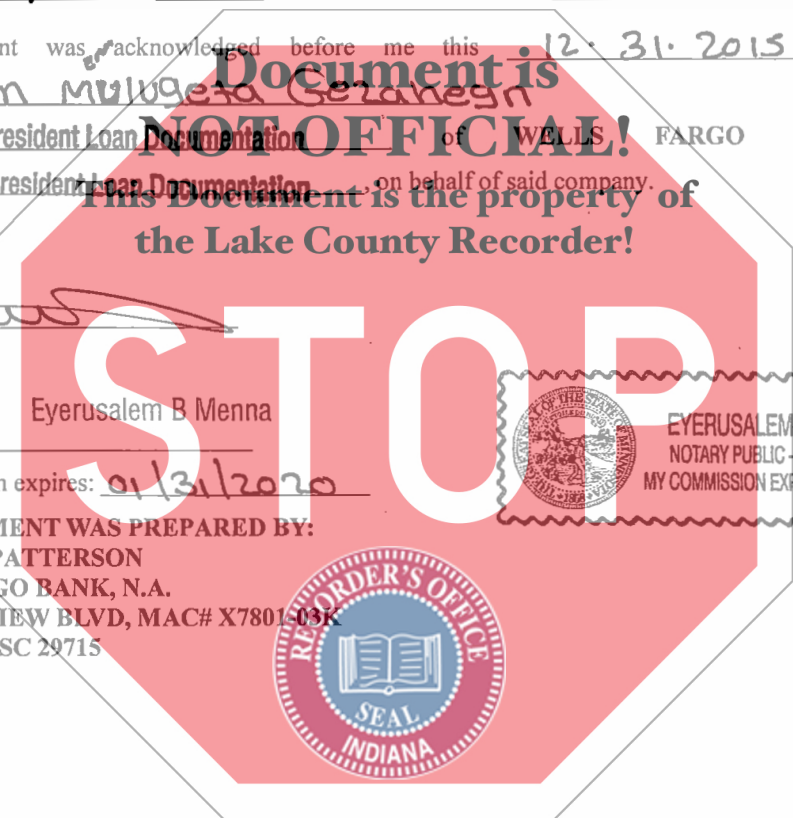 nt was acknowledged before me this 12. 31. 2015
Document is
n Mulugeta Gezahegn
NOT OFFICIAL!
resident Loan Documentation of WELLS FARGO
This Document is the property of
resident Loan Documentation, on behalf of said company.
the Lake County Recorder!
STOP
Eyerusalem B Menna
EYERUSALEM
NOTARY PUBLIC -
MY COMMISSION EXP
n expires: 01/31/2020
MENT WAS PREPARED BY:
PATTERSON
GO BANK, N.A.
IEW BLVD, MAC# X7801-03K
SC 29715
RECORDER'S OFFICE
SEAL
INDIANA